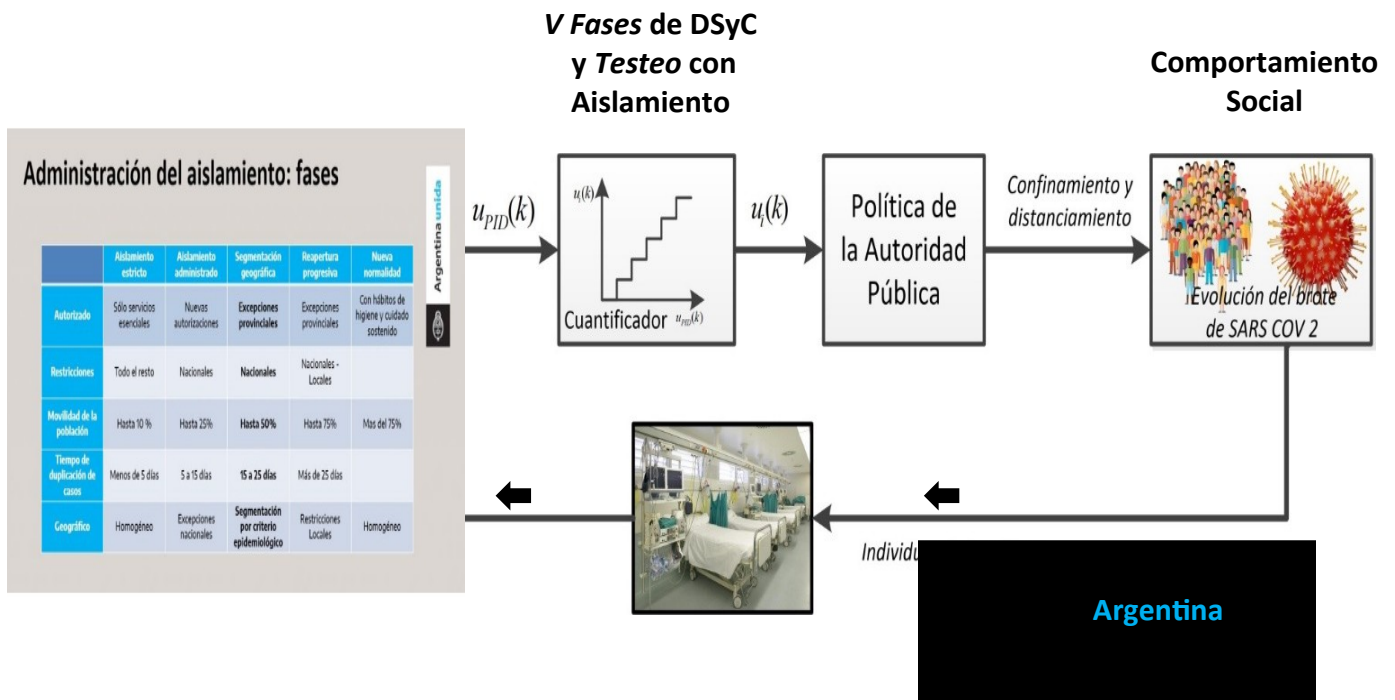 V Fases de DSyC
y Testeo con
Aislamiento
Comportamiento
Social
Administración del aislamiento: fases
Argentina unida
Aislamiento estricto
Aislamiento administrado
Segmentación geográfica
Reapertura progresiva
Nueva normalidad
Autorizado
Sólo servicios esenciales
Nuevas autorizaciones
Excepciones provinciales
Excepciones provinciales
Con hábitos de higiene y cuidado sostenido
Restricciones
Todo el resto
Nacionales
Nacionales
Nacionales - Locales
Movilidad de la población
Hasta 10 %
Hasta 25%
Hasta 50%
Hasta 75%
Mas del 75%
Tiempo de duplicación de casos
Menos de 5 días
5 a 15 días
15 a 25 días
Más de 25 días
Geográfico
Homogéneo
Excepciones nacionales
Segmentación por criterio epidemiológico
Restricciones Locales
Homogéneo
u_PID(k)
u_i(k)
Cuantificador u_PID(k)
u_i(k)
Política de
la Autoridad
Pública
Confinamiento y
distanciamiento
Evolución del brote
de SARS COV 2
Argentina